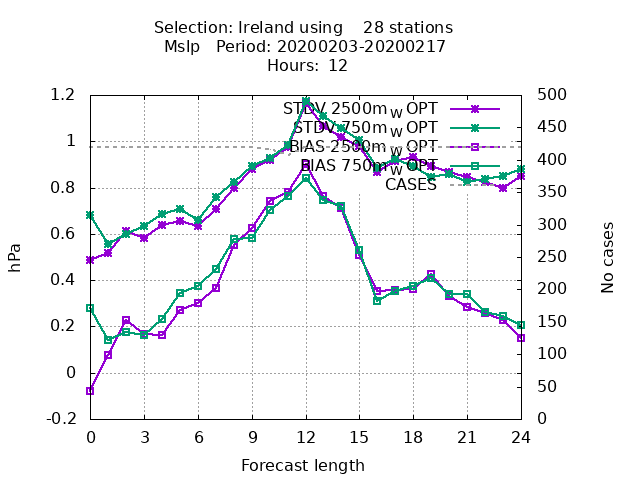 Selection: Ireland using    28 stations
Mslp   Period: 20200203-20200217
Hours: 12
STDV 2500m_w OPT
STDV 750m_w OPT
BIAS 2500m_w OPT
BIAS 750m_w OPT
CASES
hPa
1.2
1
0.8
0.6
0.4
0.2
0
-0.2
No cases
500
450
400
350
300
250
200
150
100
50
0
0 3 6 9 12 15 18 21 24
Forecast length